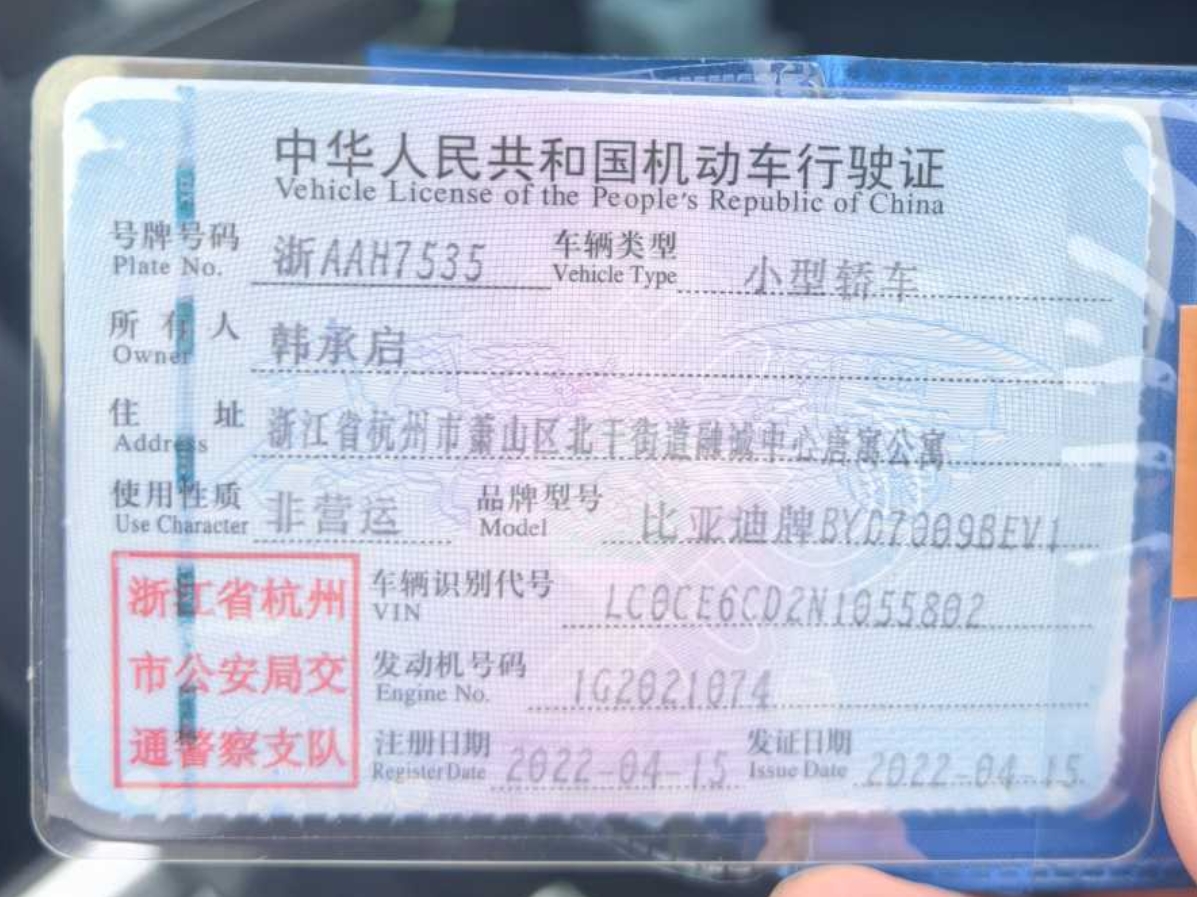 中华人民共和国机动车行驶证
Vehicle License of the People's Republic of China
号牌号码 浙AAH7535 车辆类型 小型轿车
Plate No. Vehicle Type
所有人 韩承启
Owner
住址 浙江省杭州市萧山区北干街道融城中心唐寓公寓
Address
使用性质 非营运 品牌型号 比亚迪牌BYD7009BEV1
Use Character Model
浙江省杭州
市公安局交
通警察支队
车辆识别代号 LC0CE6CD2N1055802
VIN
发动机号码 1G2021074
Engine No.
注册日期 2022-04-15 发证日期 2022-04-15
Register Date Issue Date